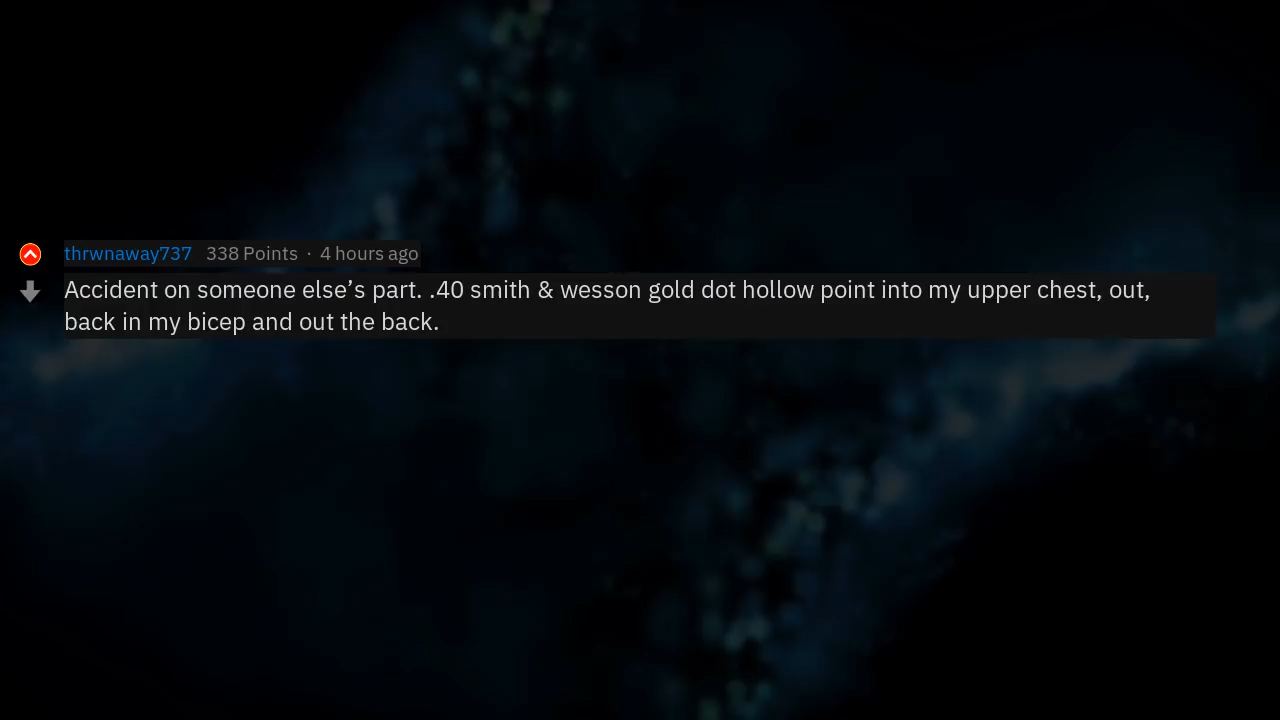 thrwnaway737 338 Points · 4 hours ago
Accident on someone else’s part. .40 smith & wesson gold dot hollow point into my upper chest, out,
back in my bicep and out the back.